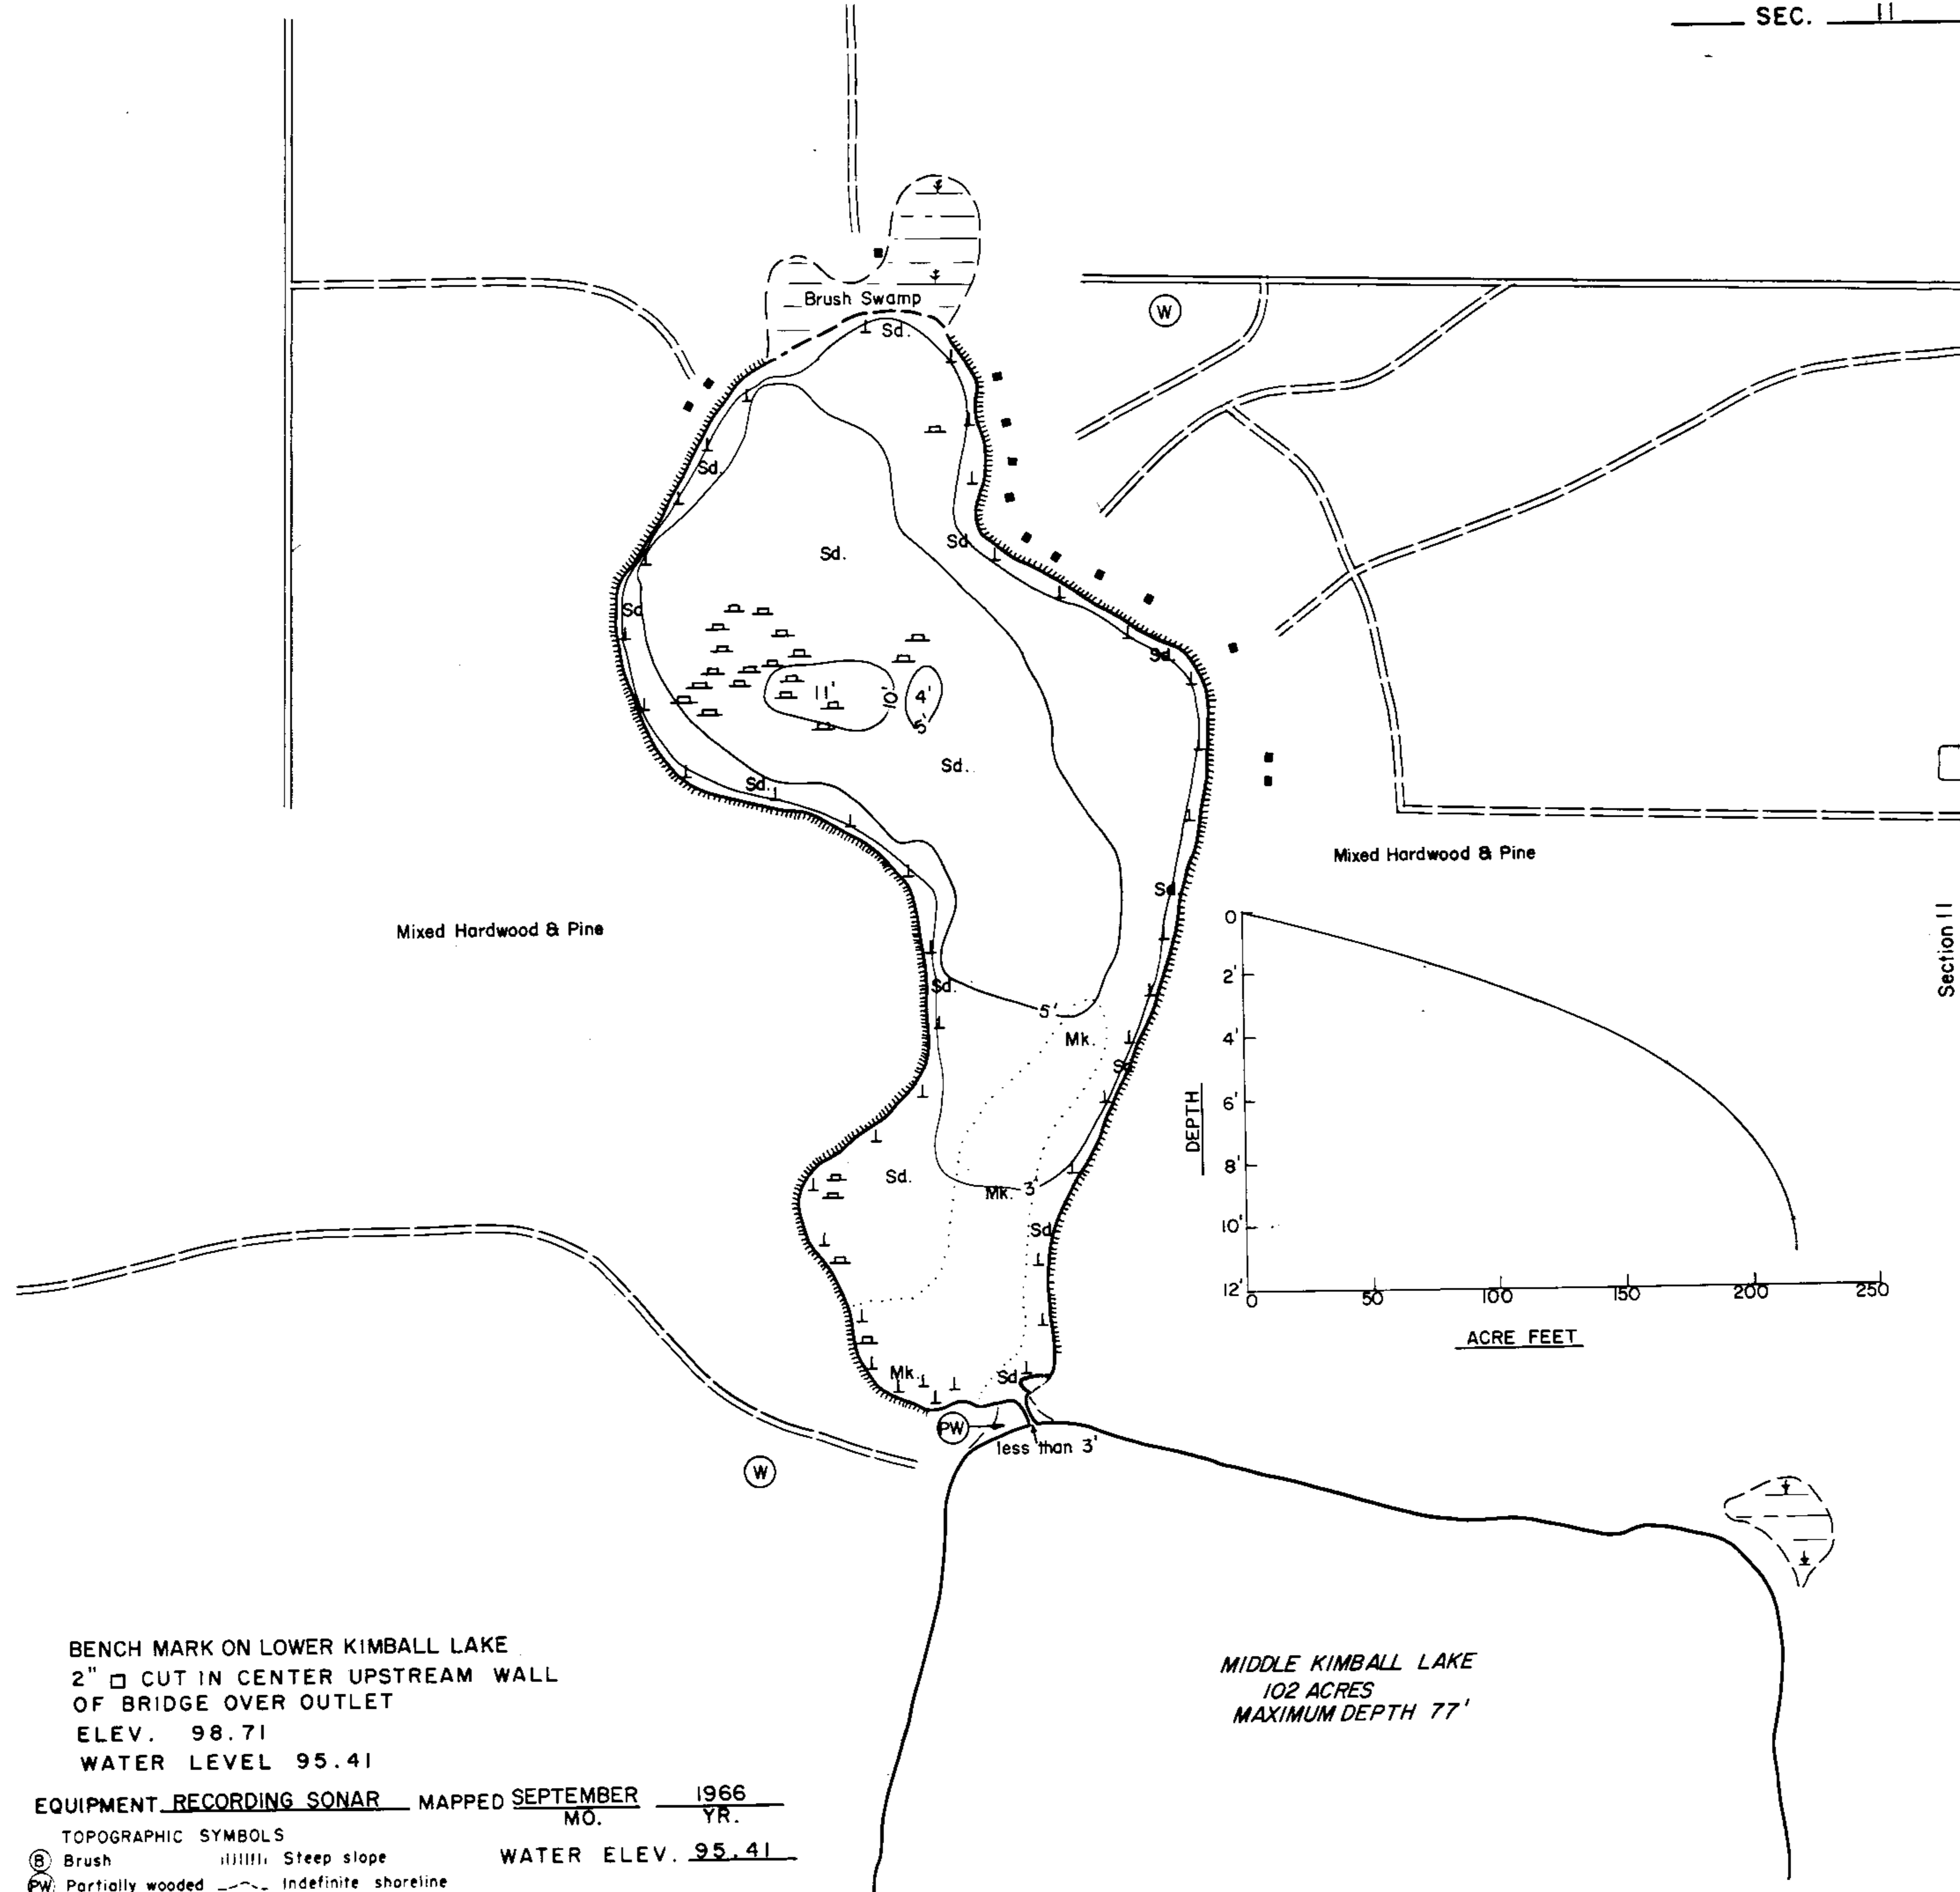 SEC. 11
Brush Swamp
Sd.
W
Sd.
Sd.
Sd
Sd
Sd.
11'
10'
4'
5'
Sd.
Sd.
Mixed Hardwood & Pine
Sd
Mixed Hardwood & Pine
Section 11
Sd.
5'
Mk.
Sd
Sd.
Mk.
3'
Sd
Mk.
Sd
PW
less than 3'
W
0
2'
4'
6'
8'
10'
12'
DEPTH
0 50 100 150 200 250
ACRE FEET
MIDDLE KIMBALL LAKE
102 ACRES
MAXIMUM DEPTH 77'
BENCH MARK ON LOWER KIMBALL LAKE
2" □ CUT IN CENTER UPSTREAM WALL
OF BRIDGE OVER OUTLET
ELEV. 98.71
WATER LEVEL 95.41
EQUIPMENT RECORDING SONAR MAPPED SEPTEMBER 1966
MO. YR.
TOPOGRAPHIC SYMBOLS
WATER ELEV. 95.41
B Brush Steep slope
PW Partially wooded Indefinite shoreline